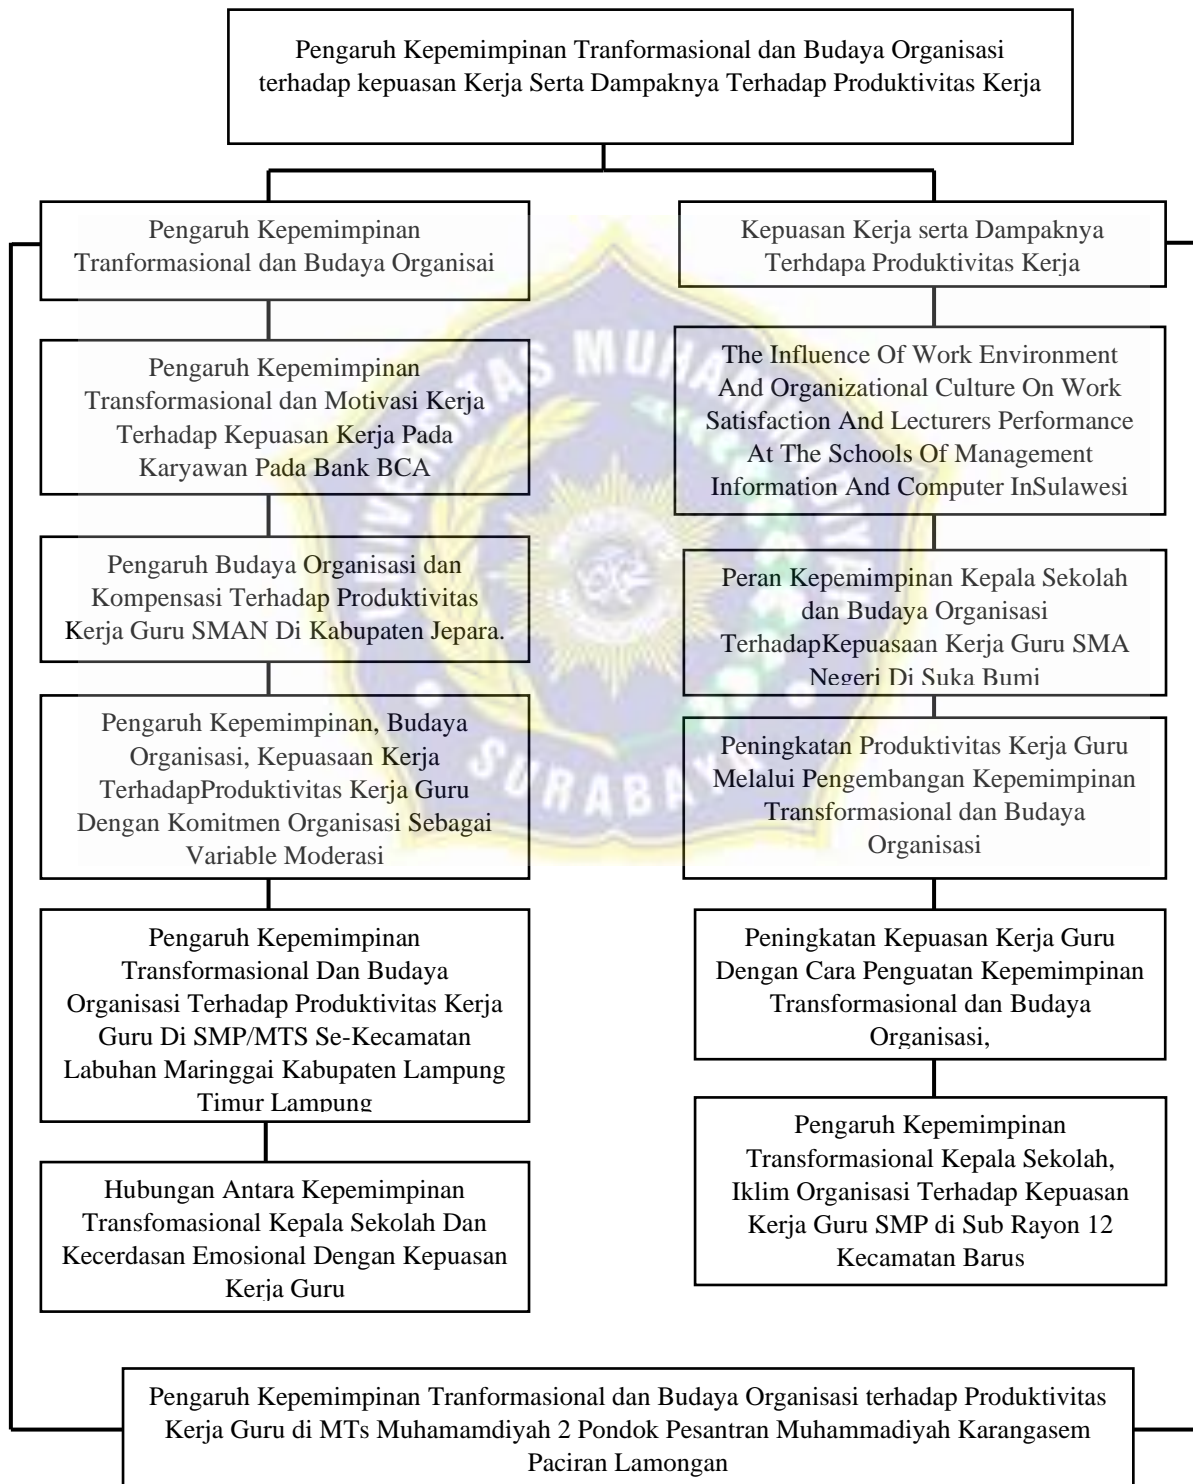 Pengaruh Kepemimpinan Tranformasional dan Budaya Organisasi
terhadap kepuasan Kerja Serta Dampaknya Terhadap Produktivitas Kerja
Pengaruh Kepemimpinan
Tranformasional dan Budaya Organisai
Pengaruh Kepemimpinan
Transformasional dan Motivasi Kerja
Terhadap Kepuasan Kerja Pada
Karyawan Pada Bank BCA
Pengaruh Budaya Organisasi dan
Kompensasi Terhadap Produktivitas
Kerja Guru SMAN Di Kabupaten Jepara.
Pengaruh Kepemimpinan, Budaya
Organisasi, Kepuasaan Kerja
TerhadapProduktivitas Kerja Guru
Dengan Komitmen Organisasi Sebagai
Variable Moderasi
Pengaruh Kepemimpinan
Transformasional Dan Budaya
Organisasi Terhadap Produktivitas Kerja
Guru Di SMP/MTS Se-Kecamatan
Labuhan Maringgai Kabupaten Lampung
Timur Lampung
Hubungan Antara Kepemimpinan
Transfomasional Kepala Sekolah Dan
Kecerdasan Emosional Dengan Kepuasan
Kerja Guru
Kepuasan Kerja serta Dampaknya
Terhdapa Produktivitas Kerja
The Influence Of Work Environment
And Organizational Culture On Work
Satisfaction And Lecturers Performance
At The Schools Of Management
Information And Computer InSulawesi
Peran Kepemimpinan Kepala Sekolah
dan Budaya Organisasi
TerhadapKepuasaan Kerja Guru SMA
Negeri Di Suka Bumi
Peningkatan Produktivitas Kerja Guru
Melalui Pengembangan Kepemimpinan
Transformasional dan Budaya
Organisasi
Peningkatan Kepuasan Kerja Guru
Dengan Cara Penguatan Kepemimpinan
Transformasional dan Budaya
Organisasi,
Pengaruh Kepemimpinan
Transformasional Kepala Sekolah,
Iklim Organisasi Terhadap Kepuasan
Kerja Guru SMP di Sub Rayon 12
Kecamatan Barus
Pengaruh Kepemimpinan Tranformasional dan Budaya Organisasi terhadap Produktivitas
Kerja Guru di MTs Muhamamdiyah 2 Pondok Pesantran Muhammadiyah Karangasem
Paciran Lamongan
UNIVERSITAS MUHAMMADIYAH
SURABAYA